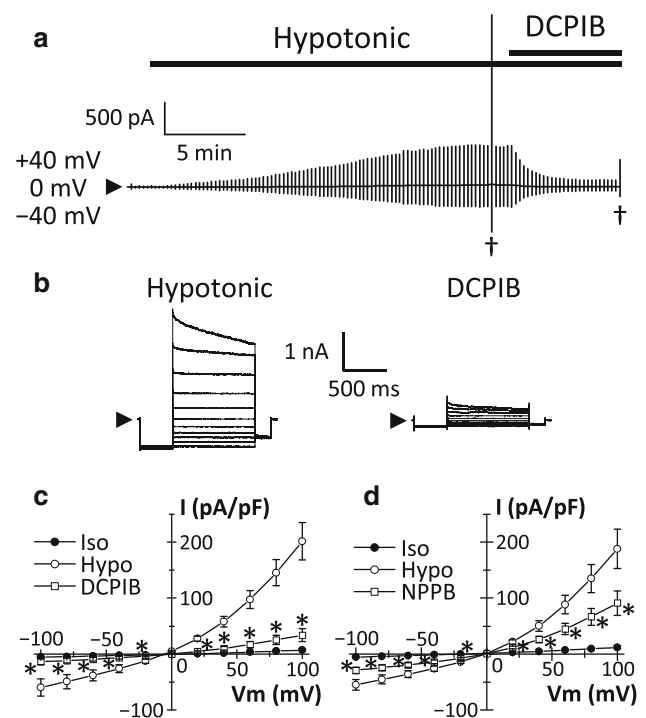 a
Hypotonic
DCPIB
500 pA
5 min
+40 mV
0 mV
−40 mV
†
†
b
Hypotonic
DCPIB
1 nA
500 ms
c
I (pA/pF)
Iso
Hypo
DCPIB
200
100
−100
−50
0
50
100
* * * * * * * * * *
Vm (mV)
−100
d
I (pA/pF)
Iso
Hypo
NPPB
200
100
−100
−50
0
50
100
* * * * * * * * * *
Vm (mV)
−100